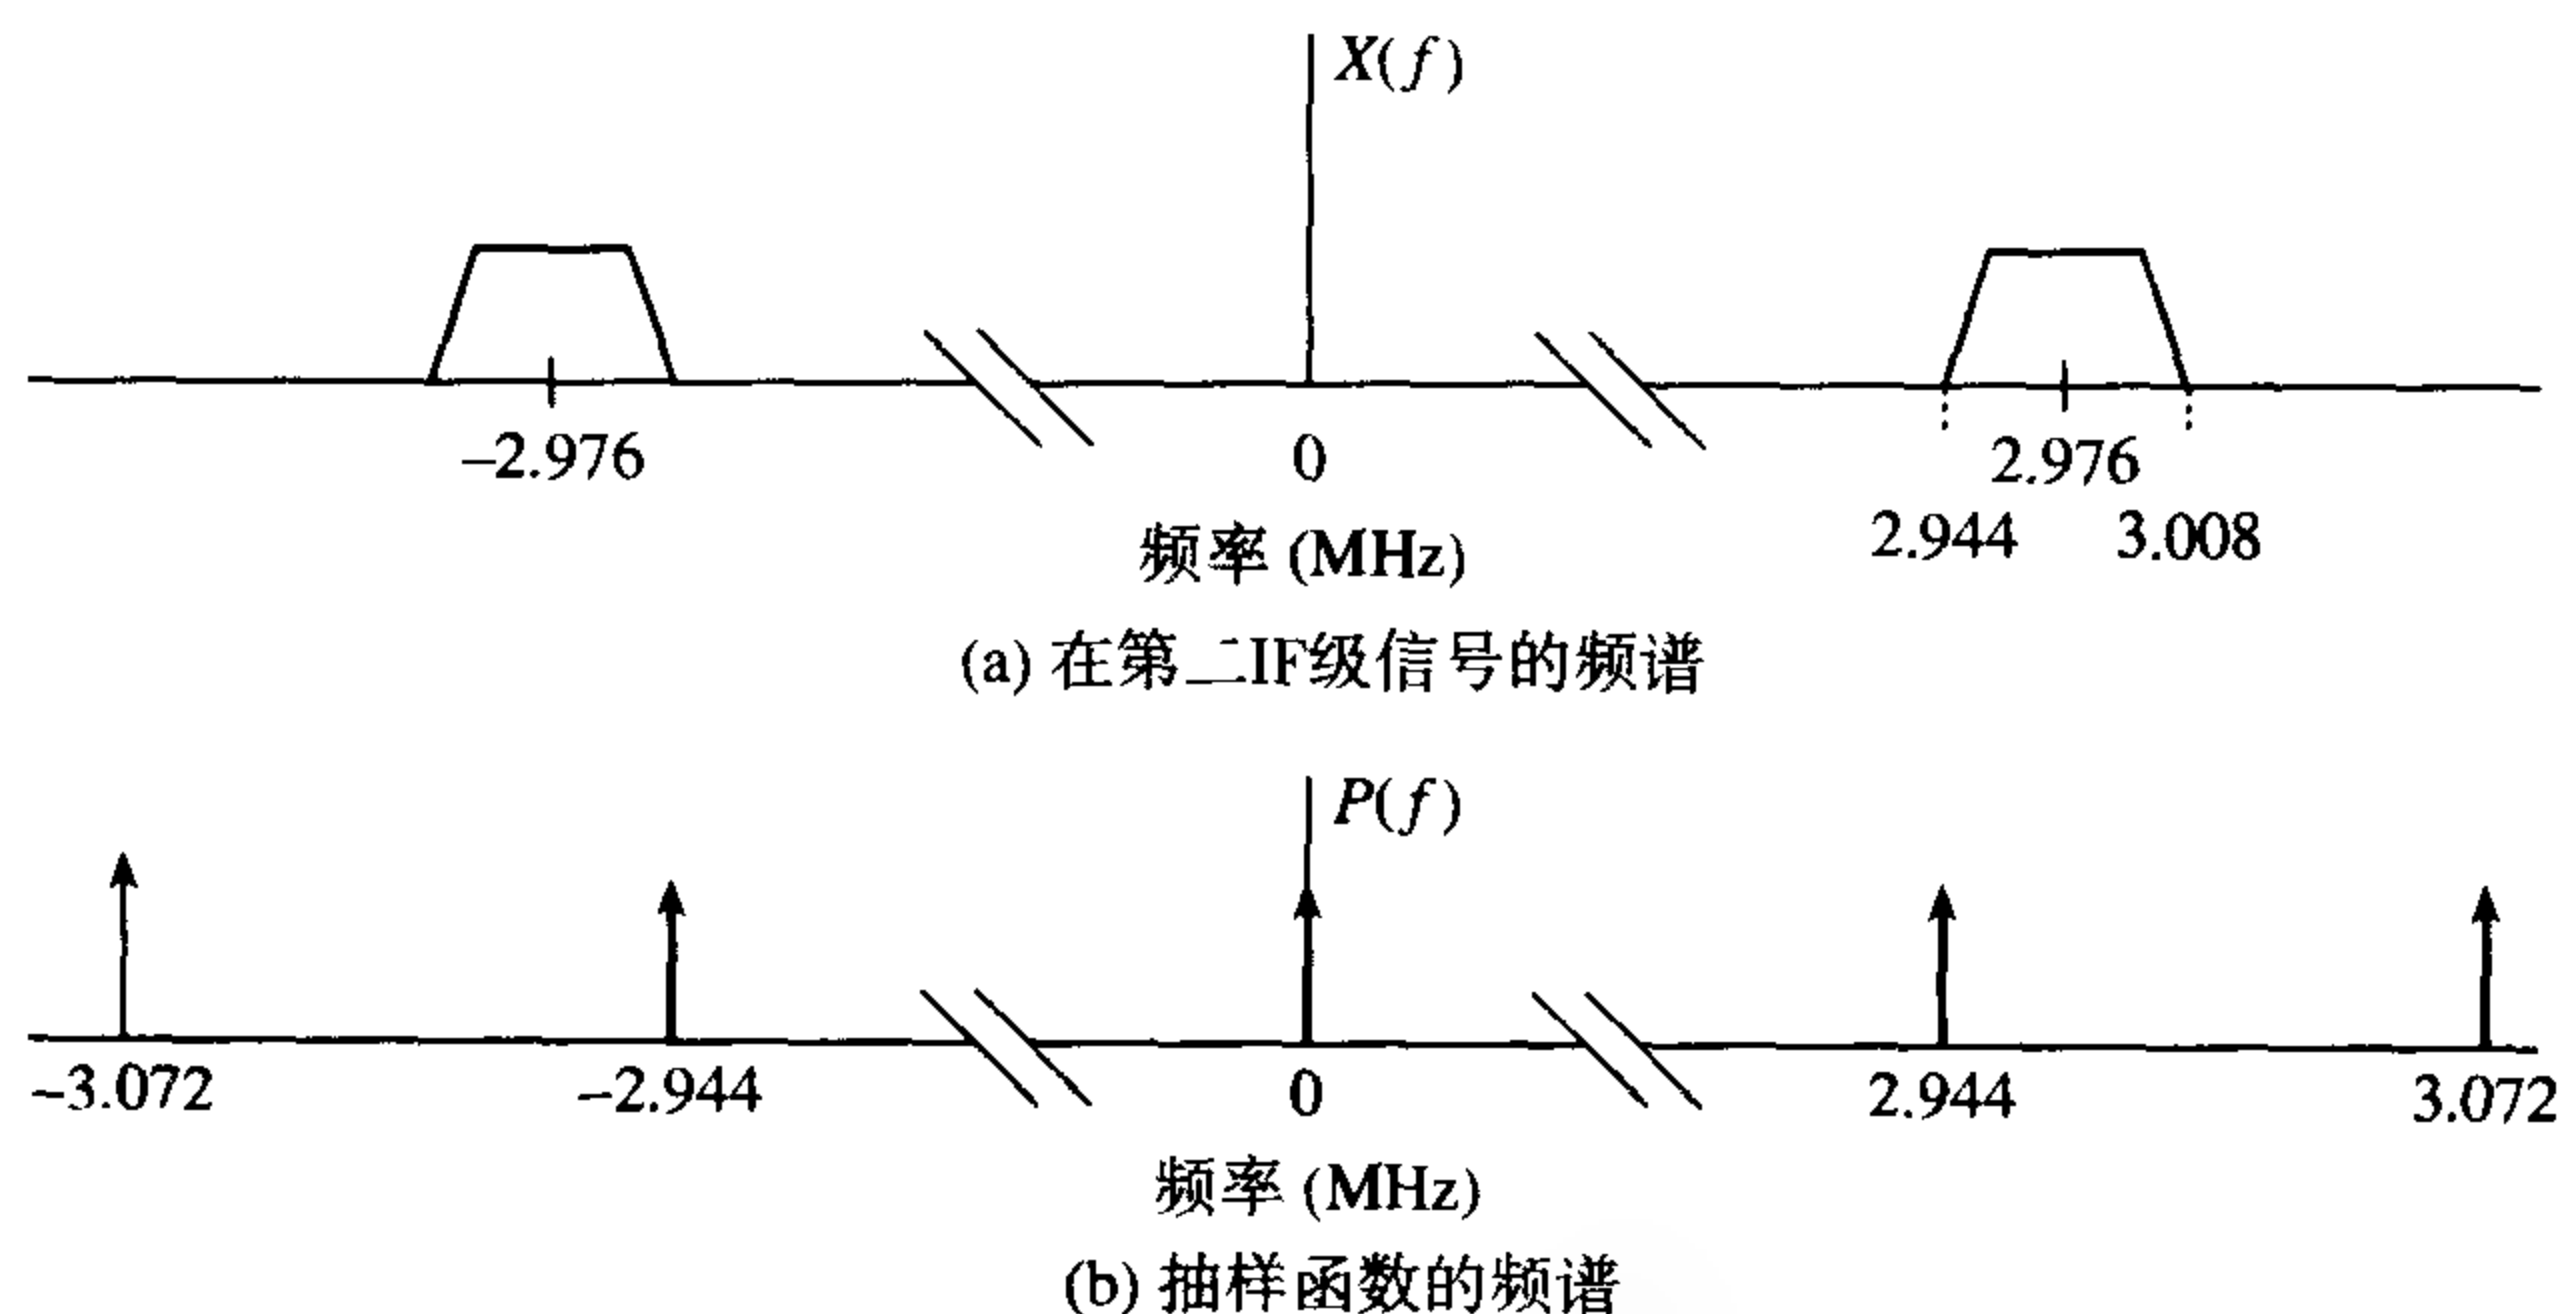 X(f)
–2.976
0
2.976
2.944
3.008
频率 (MHz)
(a) 在第二IF级信号的频谱
P(f)
–3.072
–2.944
0
2.944
3.072
频率 (MHz)
(b) 抽样函数的频谱